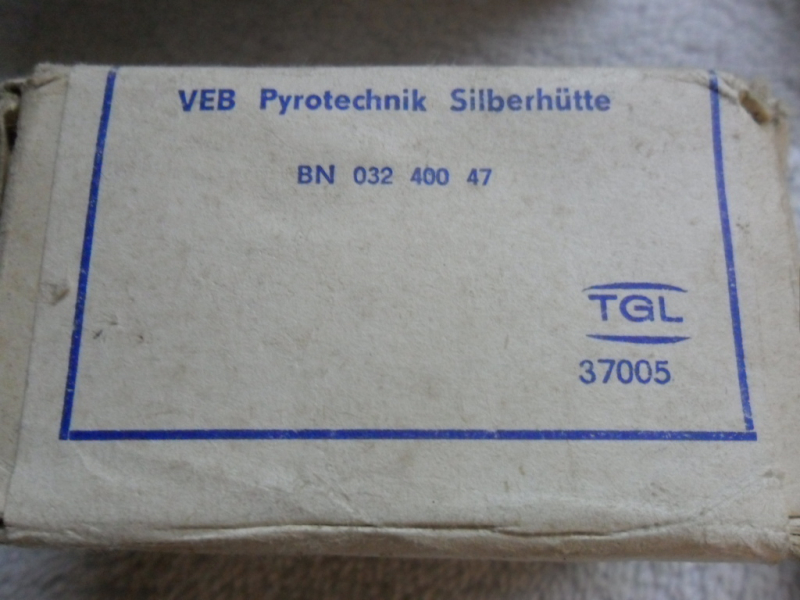 VEB Pyrotechnik Silberhütte
BN 032 400 47
TGL
37005